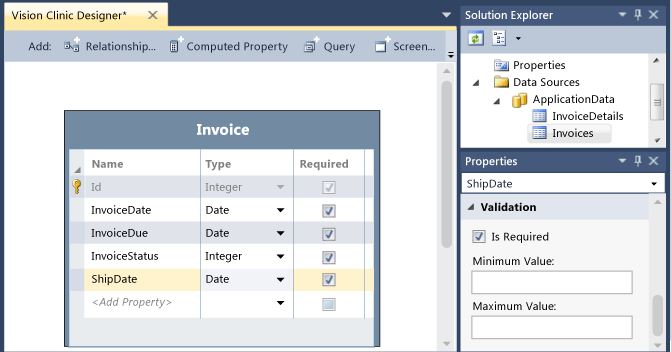 Vision Clinic Designer*
Add: Relationship... Computed Property Query Screen...
Invoice
Name Type Required
Id Integer
InvoiceDate Date
InvoiceDue Date
InvoiceStatus Integer
ShipDate Date
<Add Property>
Solution Explorer
Properties
Data Sources
ApplicationData
InvoiceDetails
Invoices
Properties
ShipDate
Validation
Is Required
Minimum Value:
Maximum Value: